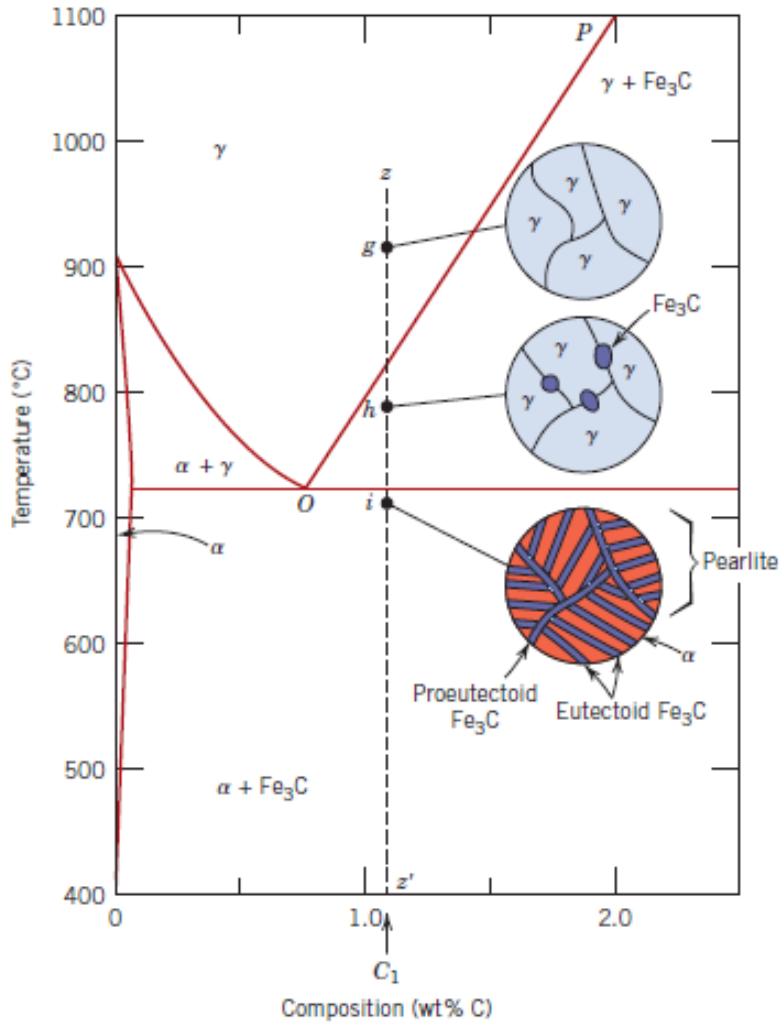 1100
P
γ + Fe₃C
1000
γ
z
γ
γ
γ
g
γ
900
Fe₃C
γ
γ
800
h
γ
γ
α + γ
O
i
700
α
Pearlite
600
α
Proeutectoid
Fe₃C
Eutectoid Fe₃C
500
α + Fe₃C
z'
400
0
1.0
2.0
C₁
Composition (wt% C)
Temperature (°C)